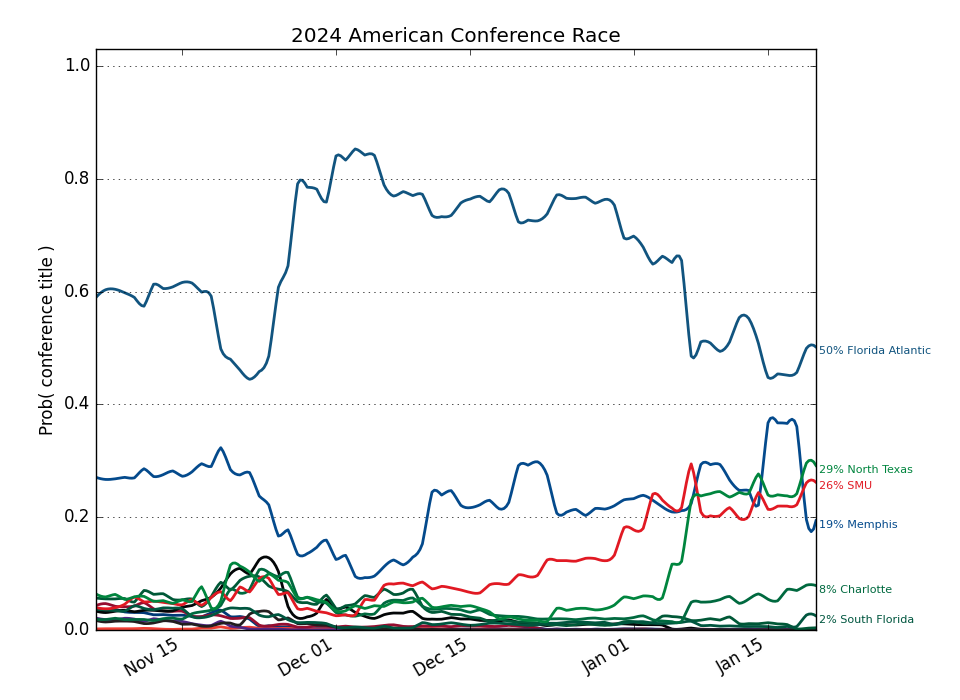 2024 American Conference Race
Prob( conference title )
1.0
0.8
0.6
0.4
0.2
0.0
50% Florida Atlantic
29% North Texas
26% SMU
19% Memphis
8% Charlotte
2% South Florida
Nov 15
Dec 01
Dec 15
Jan 01
Jan 15